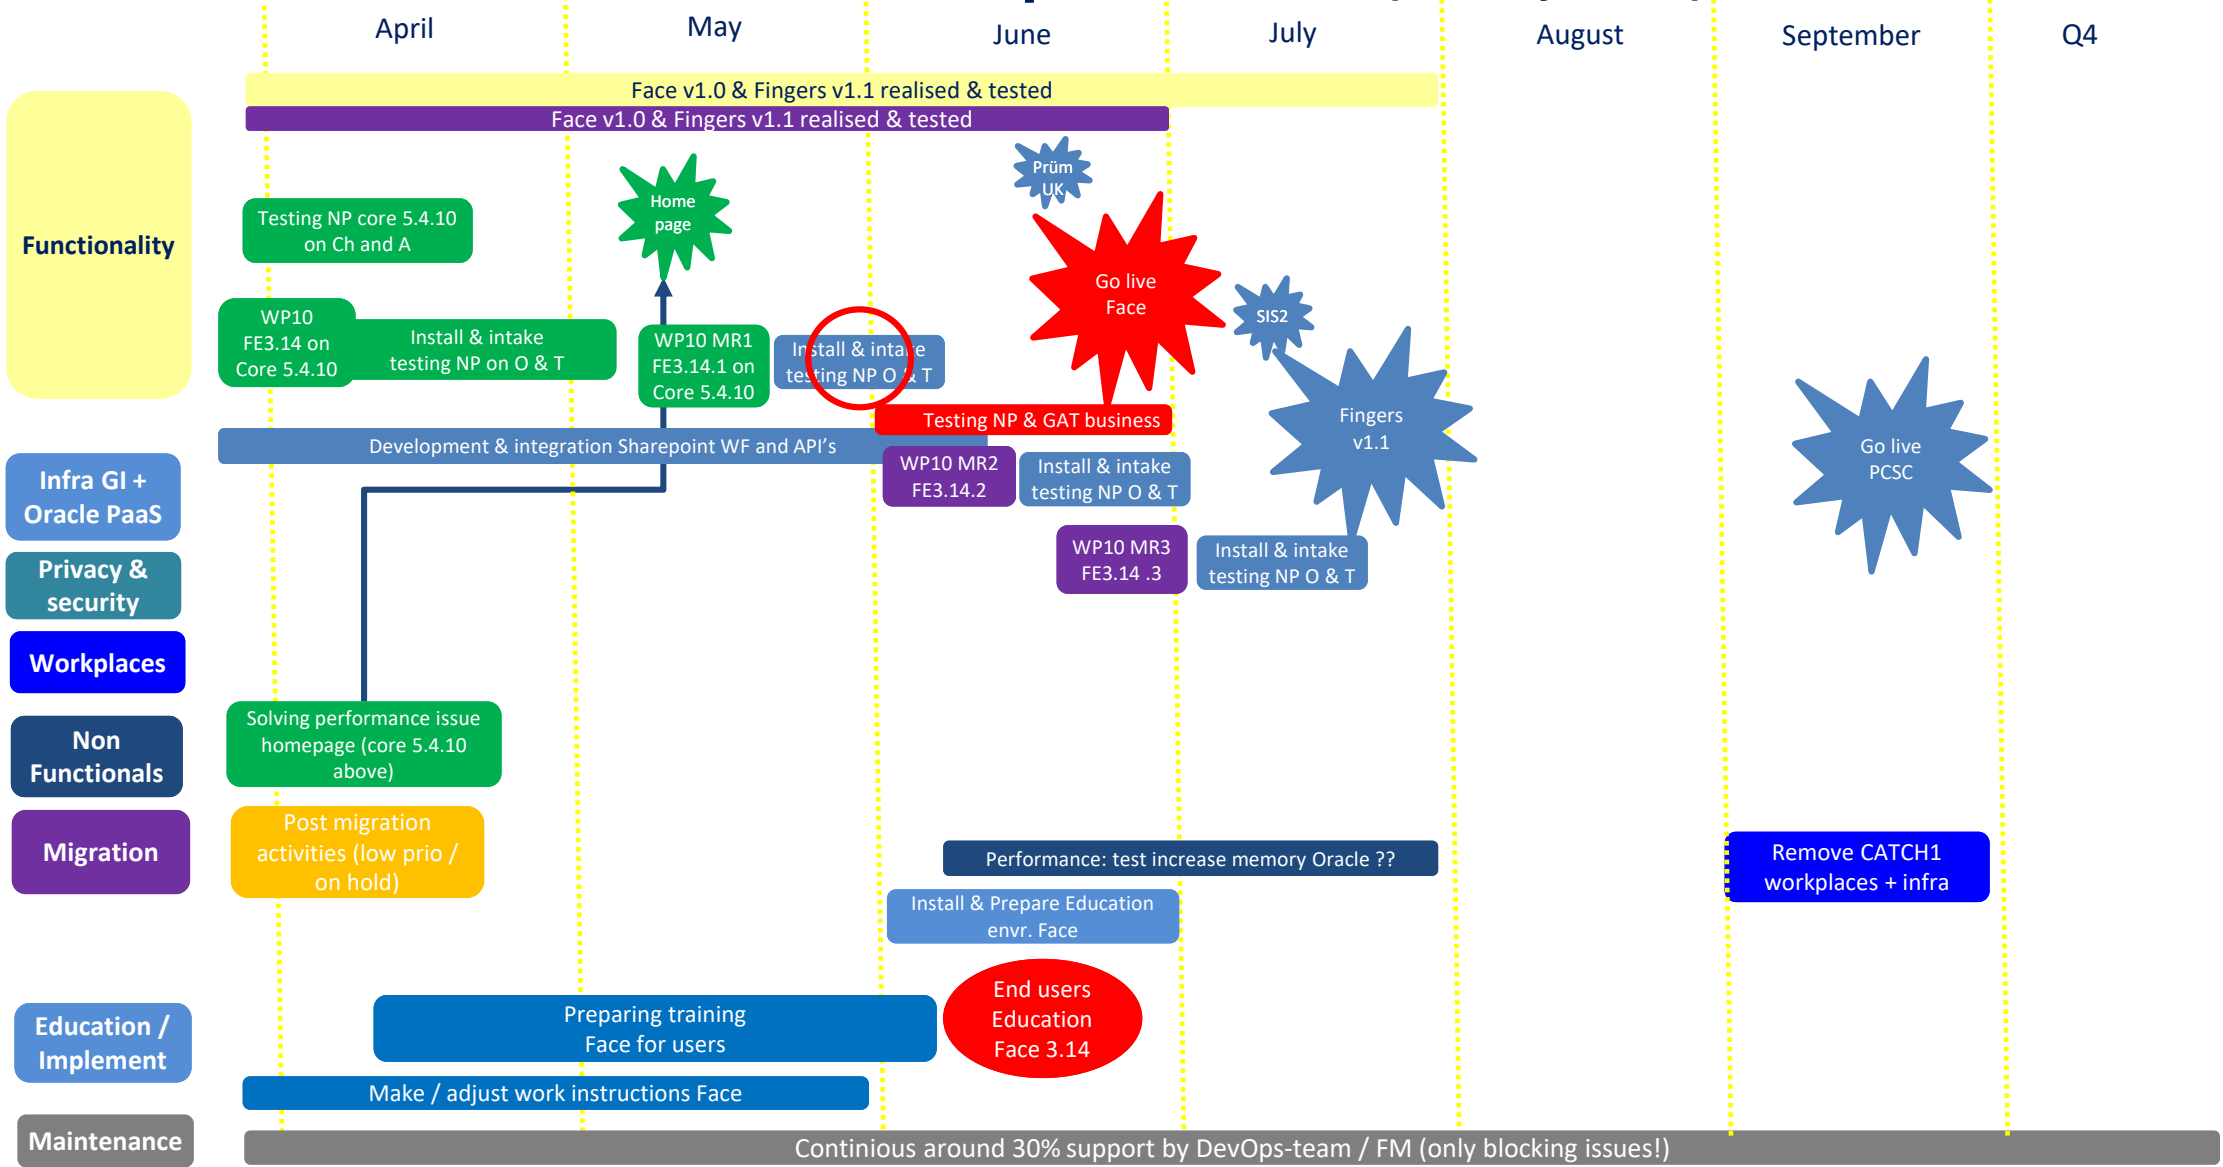 April
May
June
July
August
September
Q4
Face v1.0 & Fingers v1.1 realised & tested
Face v1.0 & Fingers v1.1 realised & tested
Functionality
Testing NP core 5.4.10
on Ch and A
Home
page
Prüm
UK
Go live
Face
SIS2
WP10
FE3.14 on
Core 5.4.10
Install & intake
testing NP on O & T
WP10 MR1
FE3.14.1 on
Core 5.4.10
Install & intake
testing NP O & T
Testing NP & GAT business
Fingers
v1.1
Go live
PCSC
Development & integration Sharepoint WF and API's
Infra GI +
Oracle PaaS
WP10 MR2
FE3.14.2
Install & intake
testing NP O & T
WP10 MR3
FE3.14 .3
Install & intake
testing NP O & T
Privacy &
security
Workplaces
Non
Functionals
Solving performance issue
homepage (core 5.4.10
above)
Migration
Post migration
activities (low prio /
on hold)
Performance: test increase memory Oracle ??
Remove CATCH1
workplaces + infra
Install & Prepare Education
envr. Face
Education /
Implement
Preparing training
Face for users
End users
Education
Face 3.14
Make / adjust work instructions Face
Maintenance
Continious around 30% support by DevOps-team / FM (only blocking issues!)